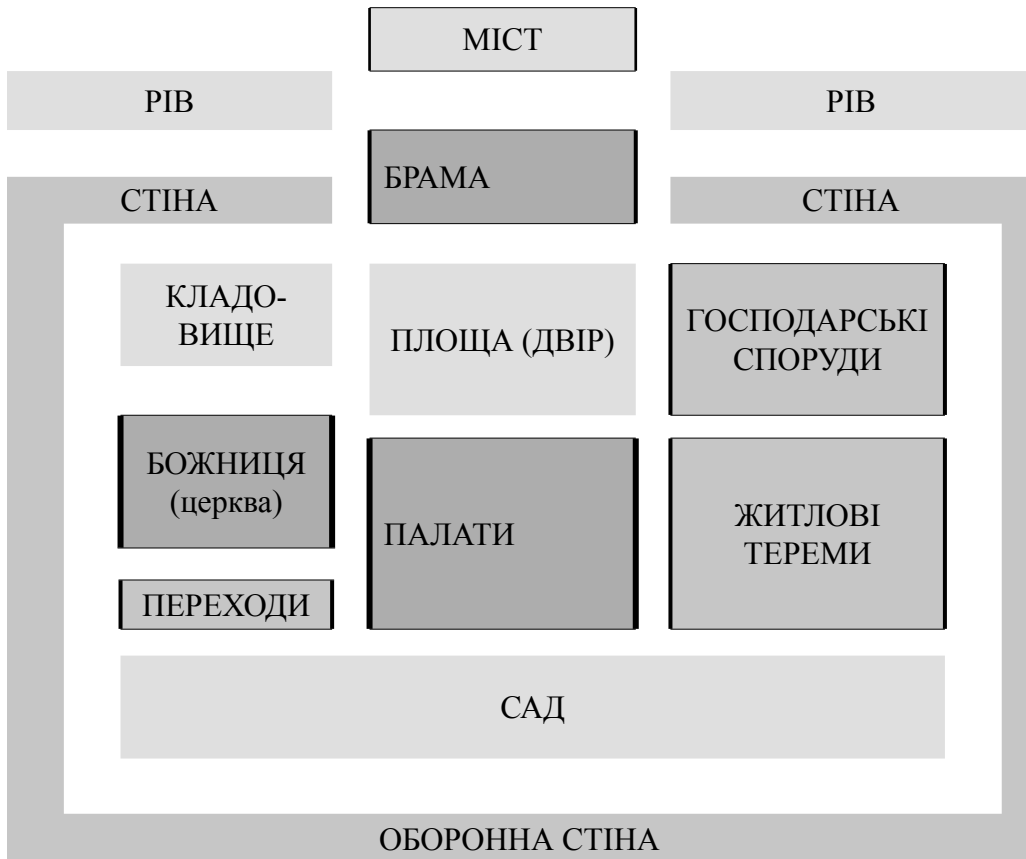 МІСТ
РІВ
РІВ
БРАМА
СТІНА
СТІНА
КЛАДО-
ВИЩЕ
ПЛОЩА (ДВІР)
ГОСПОДАРСЬКІ
СПОРУДИ
БОЖНИЦЯ
(церква)
ПАЛАТИ
ЖИТЛОВІ
ТЕРЕМИ
ПЕРЕХОДИ
САД
ОБОРОННА СТІНА